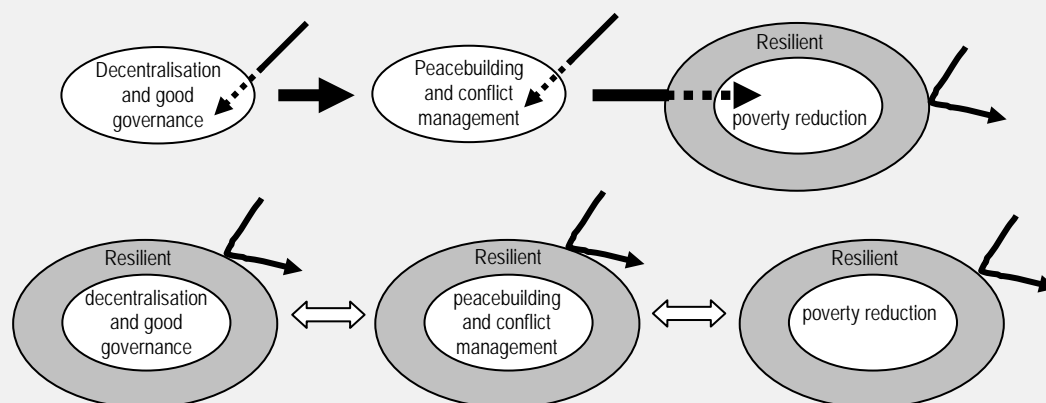 Decentralisation
and good
governance
Peacebuilding
and conflict
management
Resilient
poverty reduction
Resilient
decentralisation
and good
governance
Resilient
peacebuilding
and conflict
management
Resilient
poverty reduction